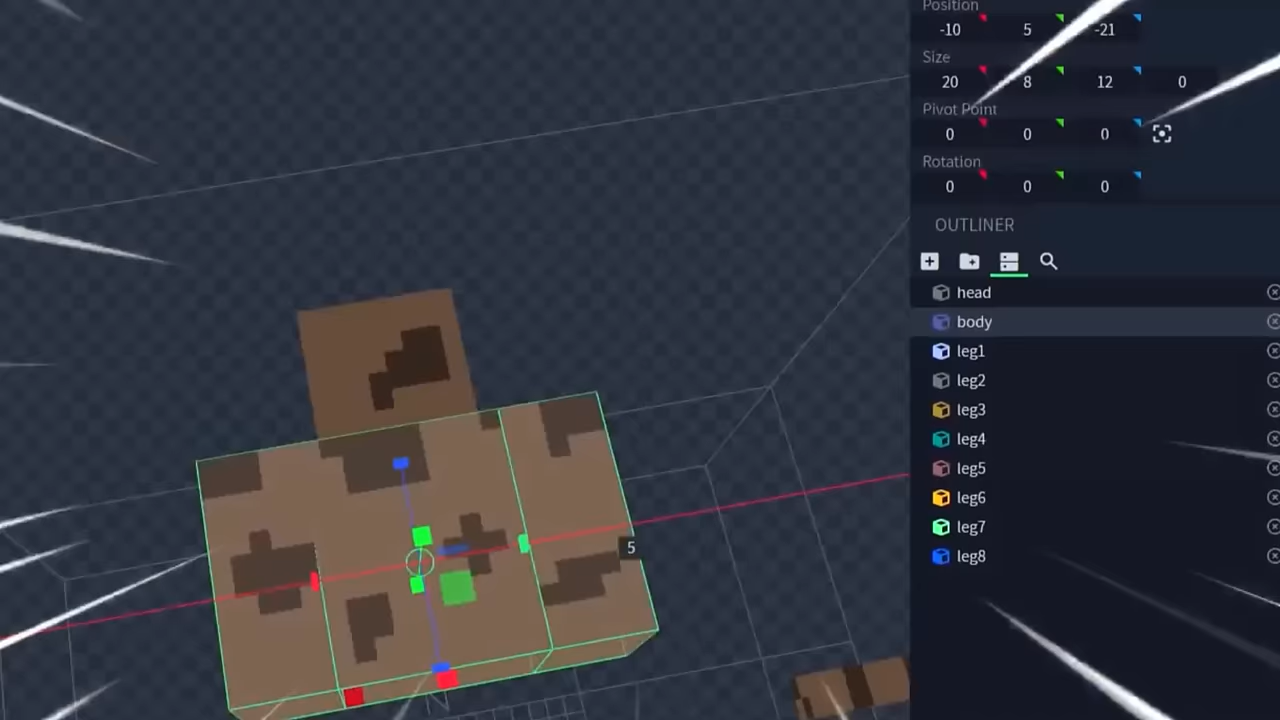 Position
-10 5 -21
Size
20 8 12 0
Pivot Point
0 0 0
Rotation
0 0 0
OUTLINER
head
body
leg1
leg2
leg3
leg4
leg5
leg6
leg7
leg8
5